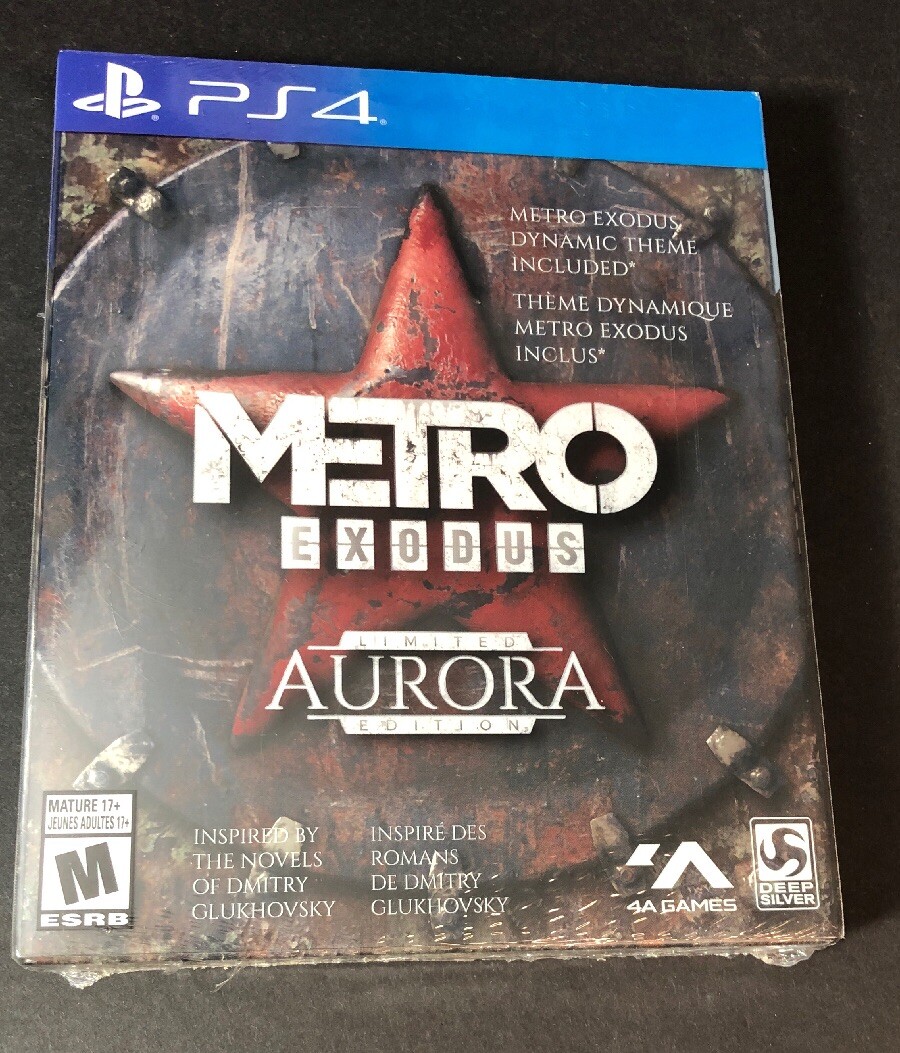 PS4
METRO EXODUS
DYNAMIC THEME
INCLUDED*
THÈME DYNAMIQUE
METRO EXODUS
INCLUS*
METRO
EXODUS
LIMITED
AURORA
EDITION
MATURE 17+
JEUNES ADULTES 17+
M
ESRB
INSPIRED BY
THE NOVELS
OF DMITRY
GLUKHOVSKY
INSPIRÉ DES
ROMANS
DE DMITRY
GLUKHOVSKY
4A GAMES
DEEP
SILVER